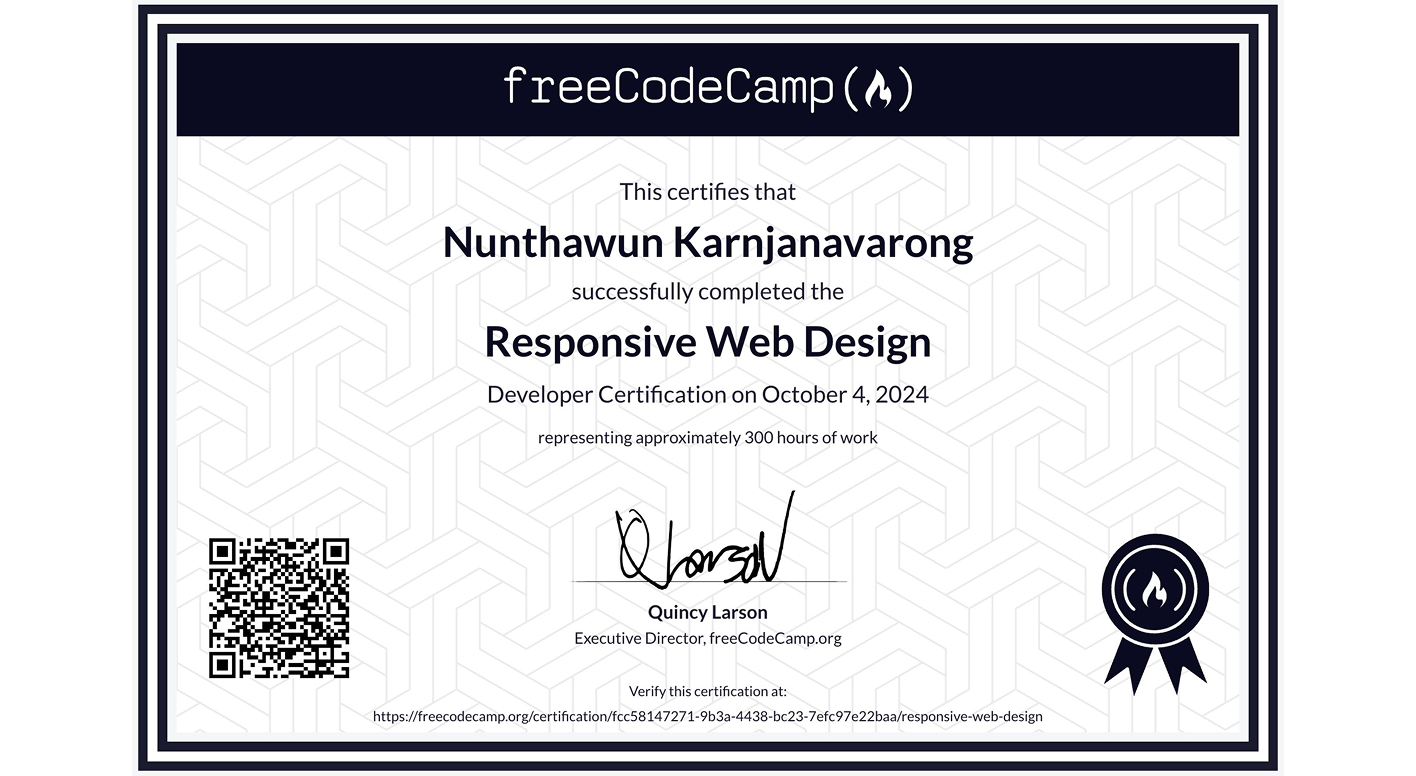 freeCodeCamp
This certifies that
Nunthawun Karnjanavarong
successfully completed the
Responsive Web Design
Developer Certification on October 4, 2024
representing approximately 300 hours of work
Q Larson
Quincy Larson
Executive Director, freeCodeCamp.org
Verify this certification at:
https://freecodecamp.org/certification/fcc58147271-9b3a-4438-bc23-7efc97e22baa/responsive-web-design